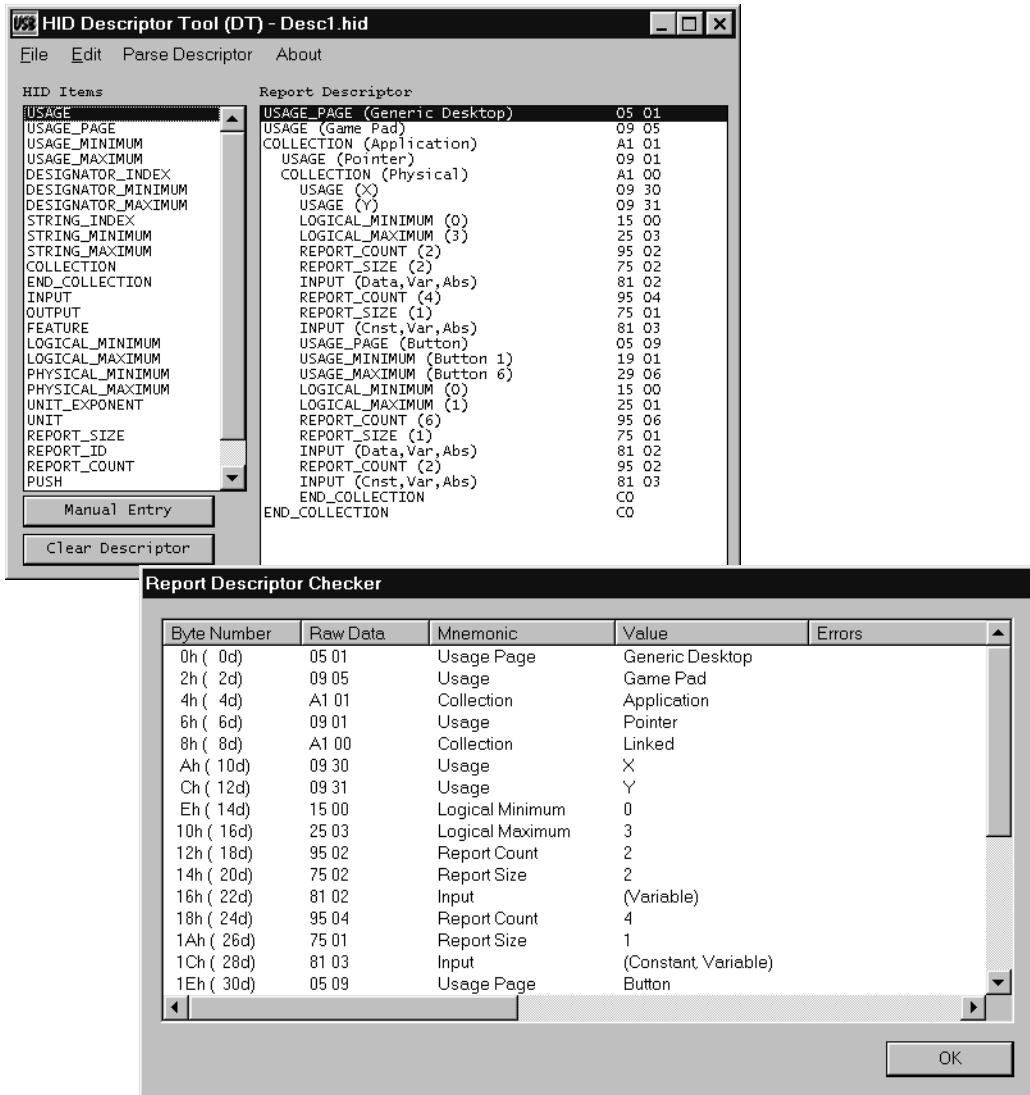 USB HID Descriptor Tool (DT) - Desc1.hid
File Edit Parse Descriptor About
HID Items
USAGE
USAGE_PAGE
USAGE_MINIMUM
USAGE_MAXIMUM
DESIGNATOR_INDEX
DESIGNATOR_MINIMUM
DESIGNATOR_MAXIMUM
STRING_INDEX
STRING_MINIMUM
STRING_MAXIMUM
COLLECTION
END_COLLECTION
INPUT
OUTPUT
FEATURE
LOGICAL_MINIMUM
LOGICAL_MAXIMUM
PHYSICAL_MINIMUM
PHYSICAL_MAXIMUM
UNIT_EXPONENT
UNIT
REPORT_SIZE
REPORT_ID
REPORT_COUNT
PUSH
Manual Entry
Clear Descriptor
Report Descriptor
USAGE_PAGE (Generic Desktop) 05 01
USAGE (Game Pad) 09 05
COLLECTION (Application) A1 01
USAGE (Pointer) 09 01
COLLECTION (Physical) A1 00
USAGE (X) 09 30
USAGE (Y) 09 31
LOGICAL_MINIMUM (0) 15 00
LOGICAL_MAXIMUM (3) 25 03
REPORT_COUNT (2) 95 02
REPORT_SIZE (2) 75 02
INPUT (Data,Var,Abs) 81 02
REPORT_COUNT (4) 95 04
REPORT_SIZE (1) 75 01
INPUT (Cnst,Var,Abs) 81 03
USAGE_PAGE (Button) 05 09
USAGE_MINIMUM (Button 1) 19 01
USAGE_MAXIMUM (Button 6) 29 06
LOGICAL_MINIMUM (0) 15 00
LOGICAL_MAXIMUM (1) 25 01
REPORT_COUNT (6) 95 06
REPORT_SIZE (1) 75 01
INPUT (Data,Var,Abs) 81 02
REPORT_COUNT (2) 95 02
INPUT (Cnst,Var,Abs) 81 03
END_COLLECTION C0
END_COLLECTION C0
Report Descriptor Checker
Byte Number Raw Data Mnemonic Value Errors
0h ( 0d) 05 01 Usage Page Generic Desktop
2h ( 2d) 09 05 Usage Game Pad
4h ( 4d) A1 01 Collection Application
6h ( 6d) 09 01 Usage Pointer
8h ( 8d) A1 00 Collection Linked
Ah ( 10d) 09 30 Usage X
Ch ( 12d) 09 31 Usage Y
Eh ( 14d) 15 00 Logical Minimum 0
10h ( 16d) 25 03 Logical Maximum 3
12h ( 18d) 95 02 Report Count 2
14h ( 20d) 75 02 Report Size 2
16h ( 22d) 81 02 Input (Variable)
18h ( 24d) 95 04 Report Count 4
1Ah ( 26d) 75 01 Report Size 1
1Ch ( 28d) 81 03 Input (Constant, Variable)
1Eh ( 30d) 05 09 Usage Page Button
OK